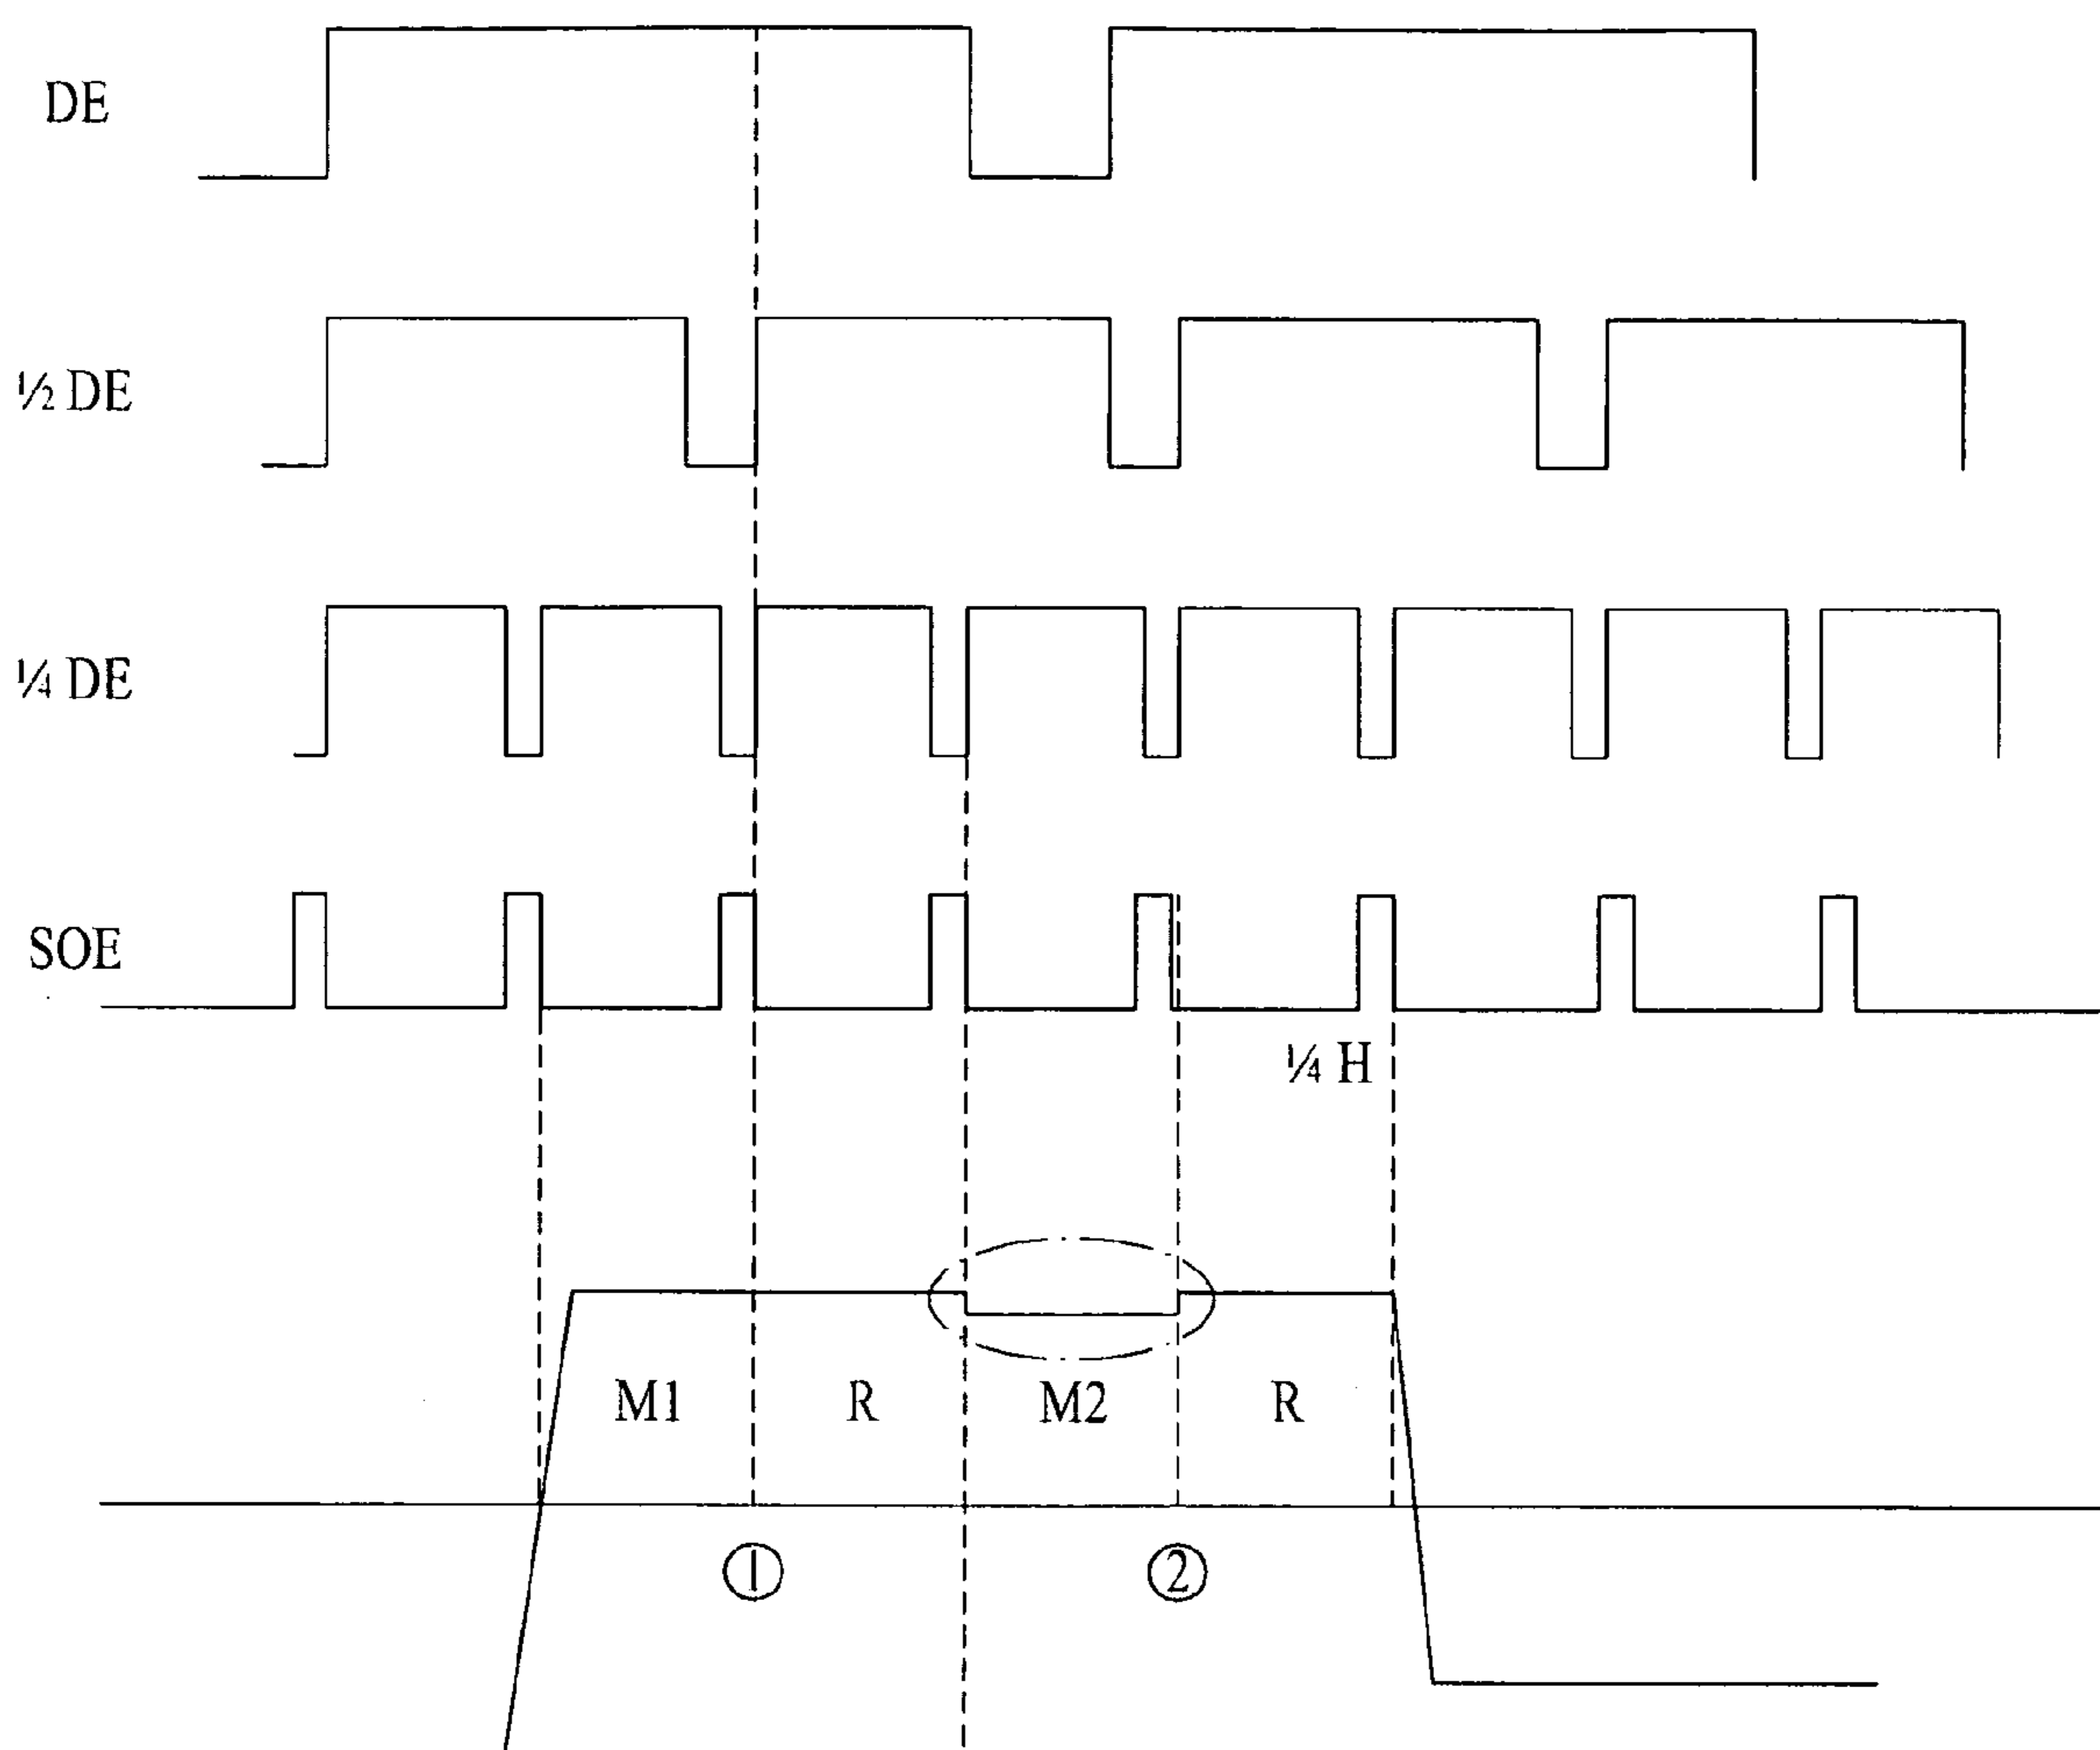 DE
½ DE
¼ DE
SOE
¼ H
M1 R M2 R
① ②